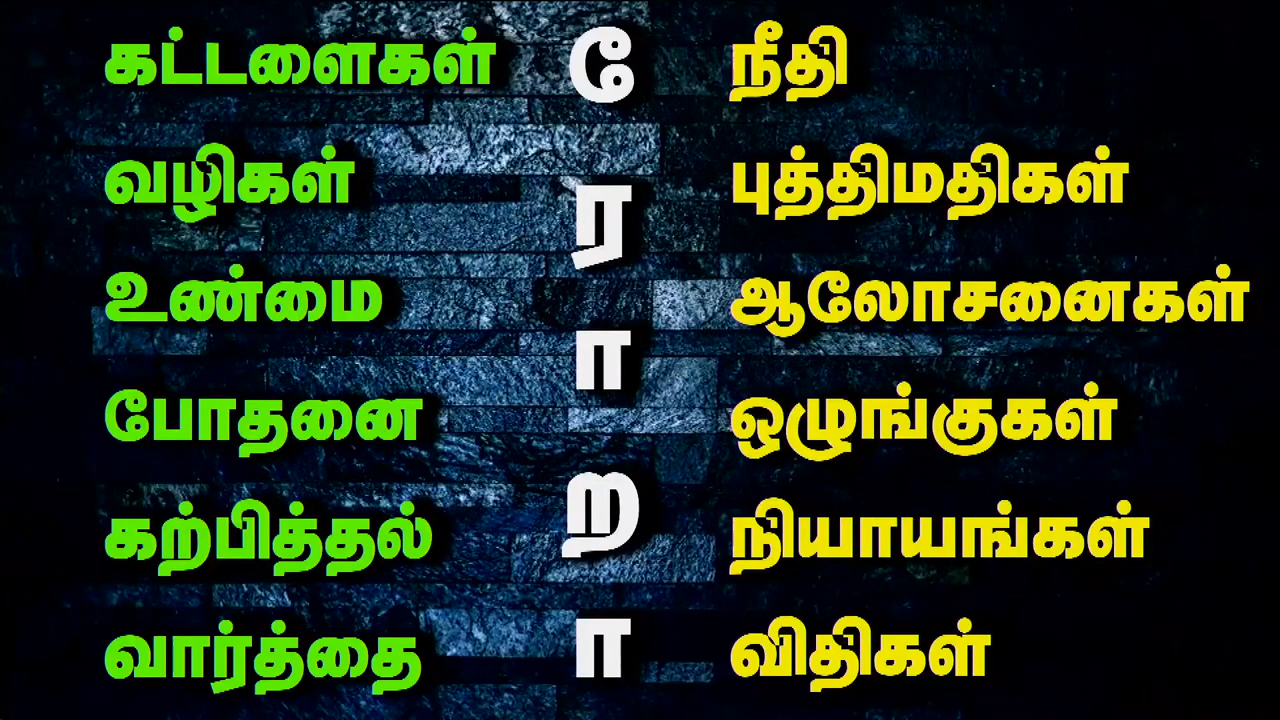 கட்டளைகள்
வழிகள்
உண்மை
போதனை
கற்பித்தல்
வார்த்தை
தோ
ரா
றா
நீதி
புத்திமதிகள்
ஆலோசனைகள்
ஒழுங்குகள்
நியாயங்கள்
விதிகள்